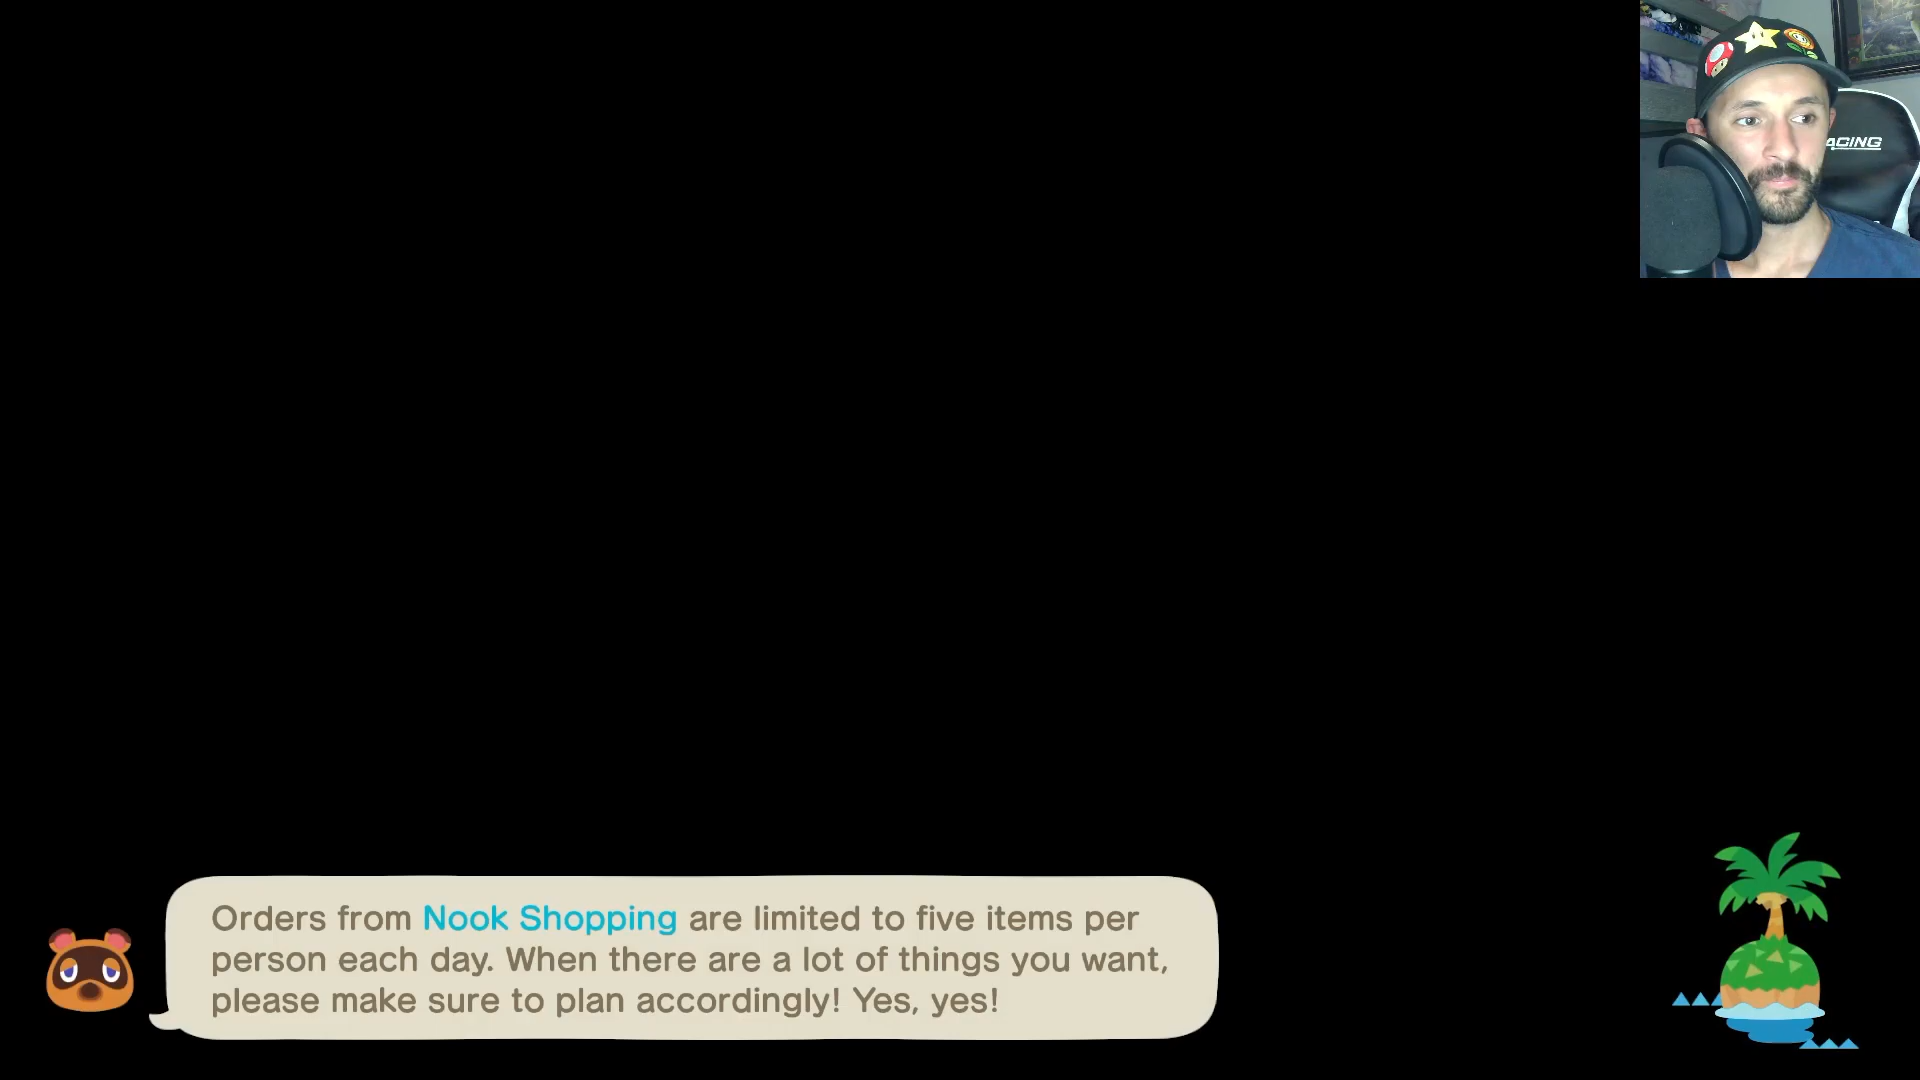 ACING
Orders from Nook Shopping are limited to five items per
person each day. When there are a lot of things you want,
please make sure to plan accordingly! Yes, yes!